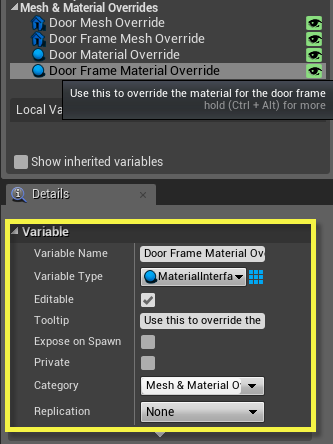 Mesh & Material Overrides
Door Mesh Override
Door Frame Mesh Override
Door Material Override
Door Frame Material Override
Use this to override the material for the door frame
hold (Ctrl + Alt) for more
Local Va
Show inherited variables
Details
Variable
Variable Name Door Frame Material Ov
Variable Type MaterialInterfa
Editable
Tooltip Use this to override the
Expose on Spawn
Private
Category Mesh & Material O
Replication None